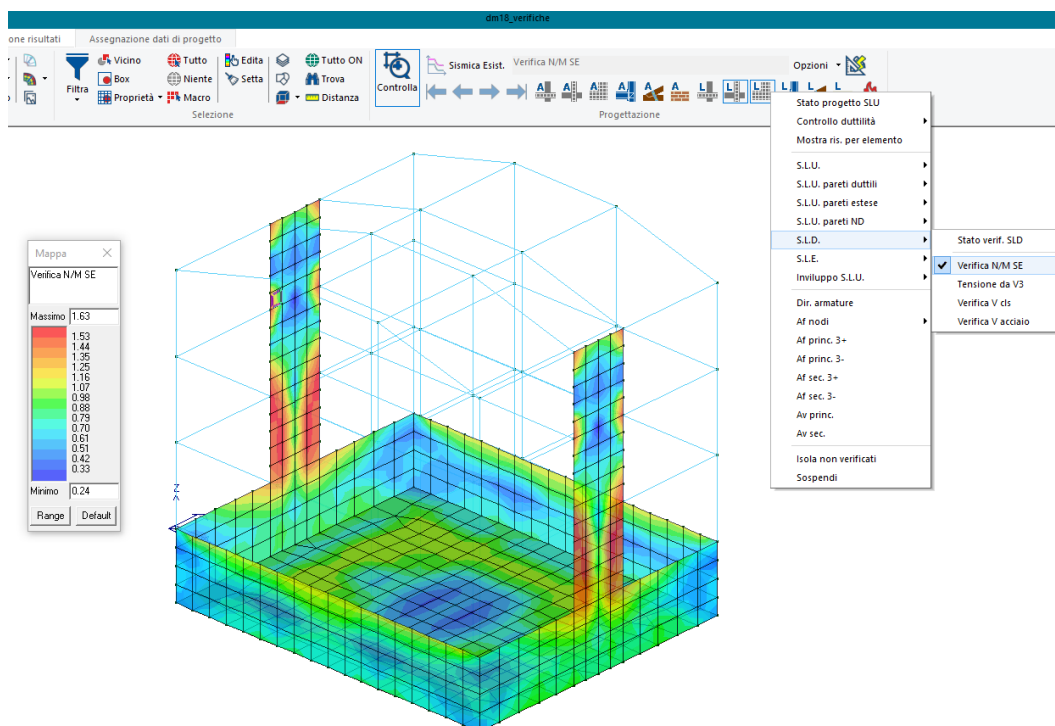 dm18_verifiche
one risultati Assegnazione dati di progetto
Vicino Tutto Edita Tutto ON
Filtra Box Niente Setta Trova
Proprietà Macro Distanza
Selezione
Controlla
Sismica Esist. Verifica N/M SE Opzioni
Progettazione
Stato progetto SLU
Controllo duttilità
Mostra ris. per elemento
S.L.U.
S.L.U. pareti duttili
S.L.U. pareti estese
S.L.U. pareti ND
S.L.D.
S.L.E.
Inviluppo S.L.U.
Dir. armature
Af nodi
Af princ. 3+
Af princ. 3-
Af sec. 3+
Af sec. 3-
Av princ.
Av sec.
Isola non verificati
Sospendi
Stato verif. SLD
Verifica N/M SE
Tensione da V3
Verifica V cls
Verifica V acciaio
Mappa
Verifica N/M SE
Massimo 1.63
1.53
1.44
1.35
1.25
1.16
1.07
0.98
0.88
0.79
0.70
0.61
0.51
0.42
0.33
Minimo 0.24
Range Default
Z